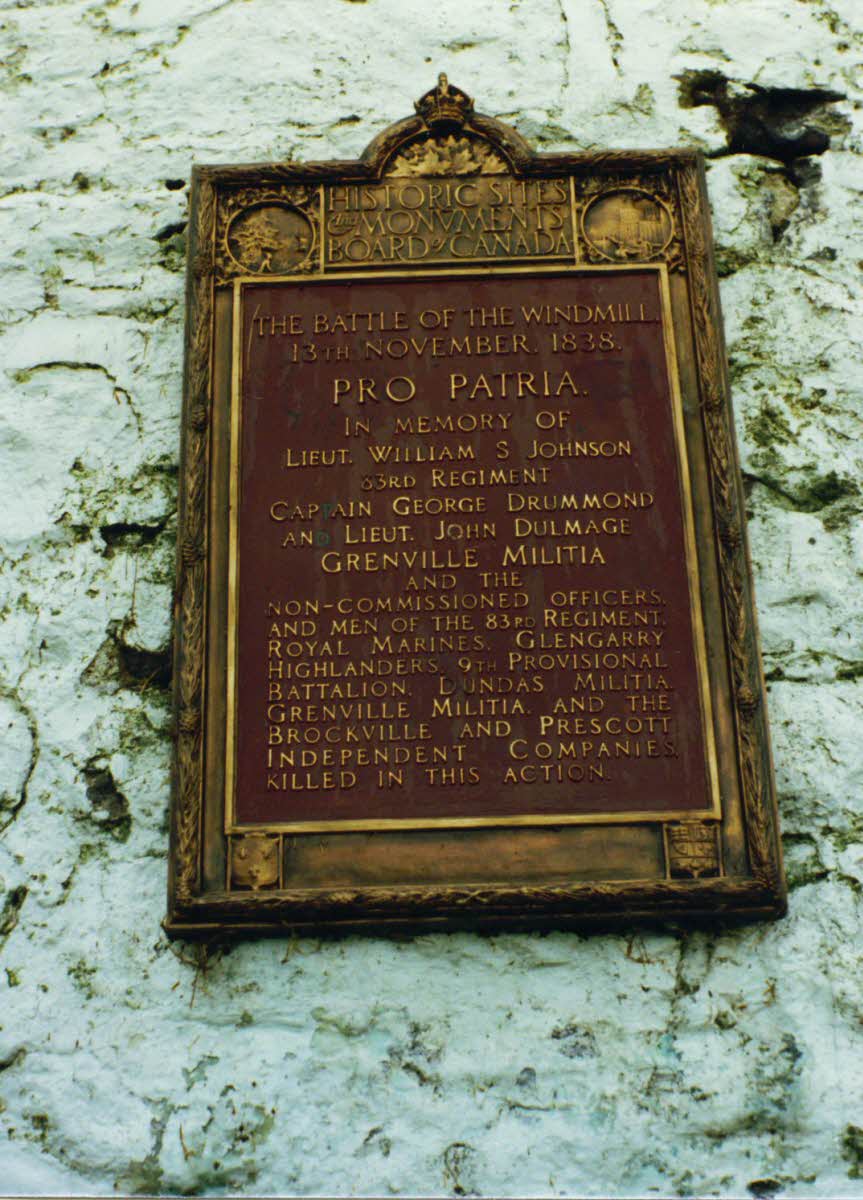 HISTORIC SITES
and MONVMENTS
BOARD of CANADA
THE BATTLE OF THE WINDMILL.
13TH NOVEMBER. 1838.
PRO PATRIA.
IN MEMORY OF
LIEUT. WILLIAM S JOHNSON
83RD REGIMENT
CAPTAIN GEORGE DRUMMOND
AND LIEUT. JOHN DULMAGE
GRENVILLE MILITIA
AND THE
NON-COMMISSIONED OFFICERS.
AND MEN OF THE 83RD REGIMENT,
ROYAL MARINES, GLENGARRY
HIGHLANDERS, 9TH PROVISIONAL
BATTALION. DUNDAS MILITIA.
GRENVILLE MILITIA. AND THE
BROCKVILLE AND PRESCOTT
INDEPENDENT COMPANIES,
KILLED IN THIS ACTION.